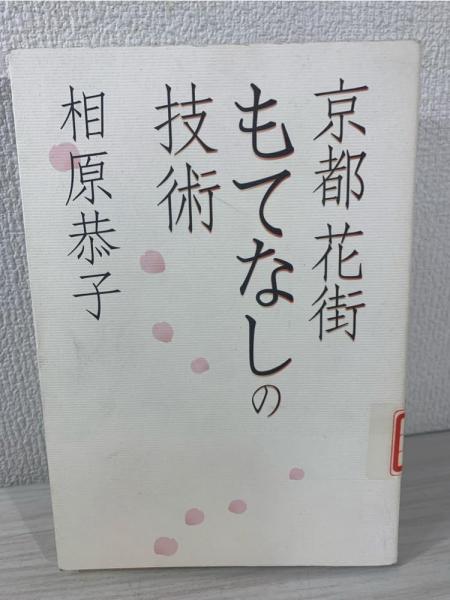 京都 花街
もてなしの
技術
相原恭子